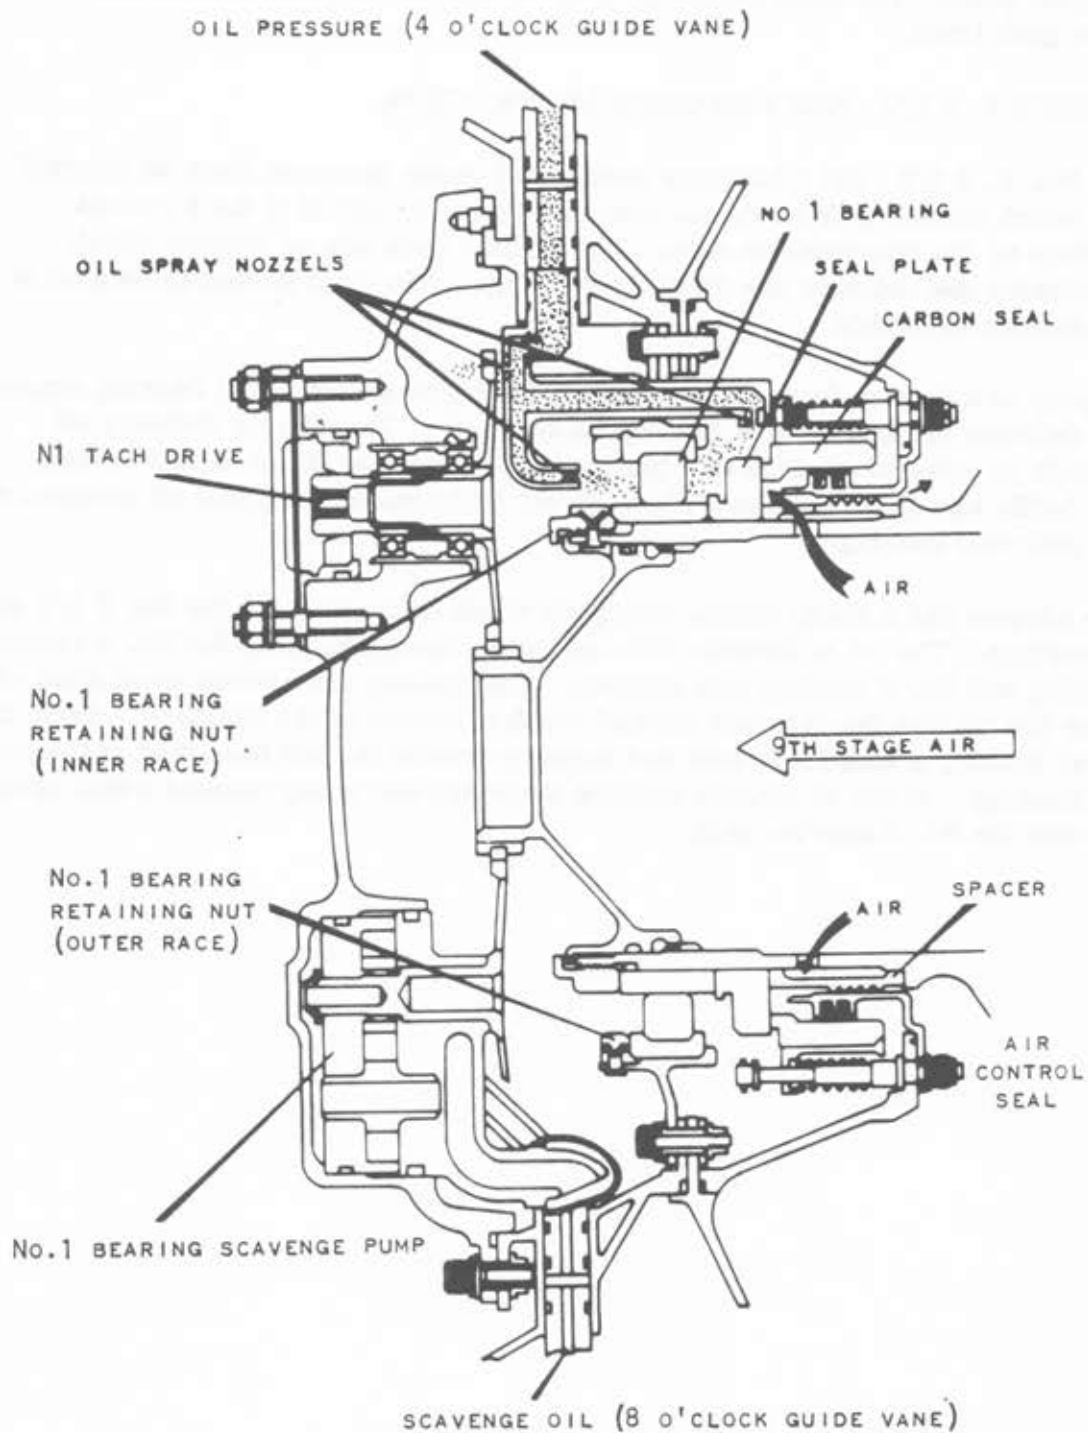 OIL PRESSURE (4 O'CLOCK GUIDE VANE)
NO 1 BEARING
OIL SPRAY NOZZELS
SEAL PLATE
CARBON SEAL
N1 TACH DRIVE
AIR
No.1 BEARING
RETAINING NUT
(INNER RACE)
9TH STAGE AIR
No.1 BEARING
RETAINING NUT
(OUTER RACE)
AIR
SPACER
AIR
CONTROL
SEAL
No.1 BEARING SCAVENGE PUMP
SCAVENGE OIL (8 O'CLOCK GUIDE VANE)